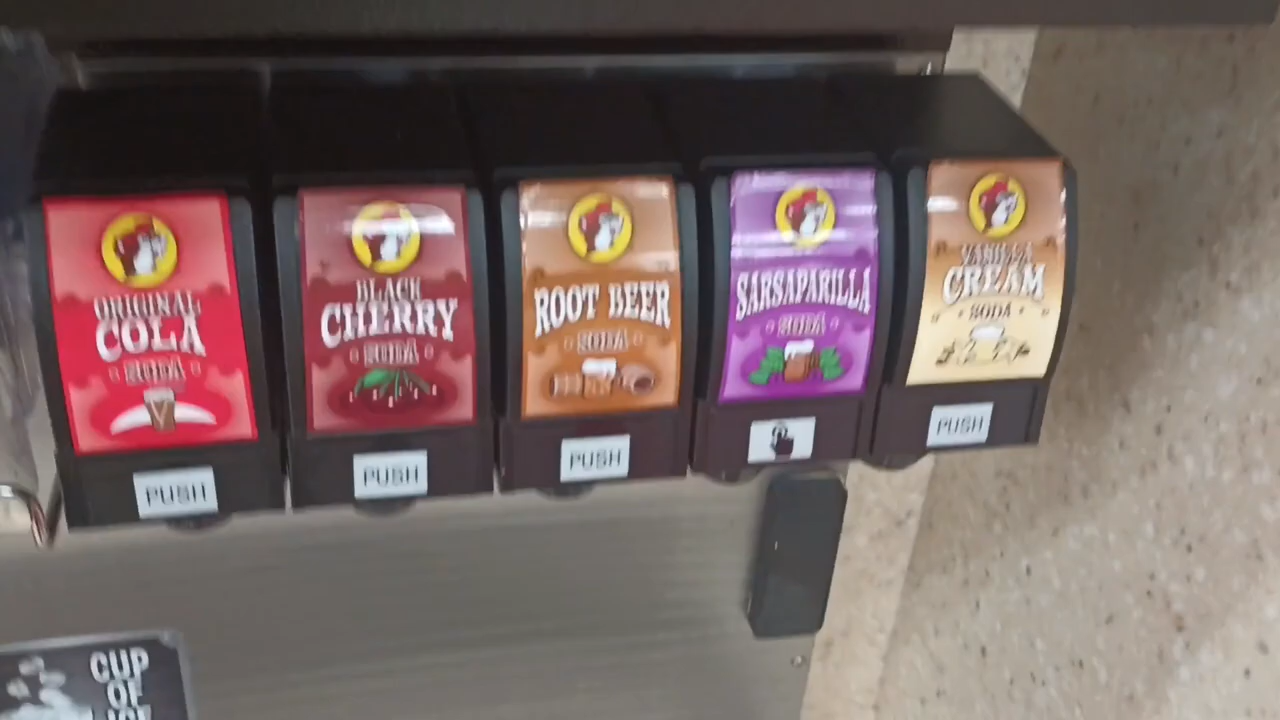 ORIGINAL
COLA
SODA
PUSH
BLACK
CHERRY
SODA
PUSH
ROOT BEER
SODA
PUSH
SARSAPARILLA
SODA
VANILLA
CREAM
SODA
PUSH
CUP
OF
ICE